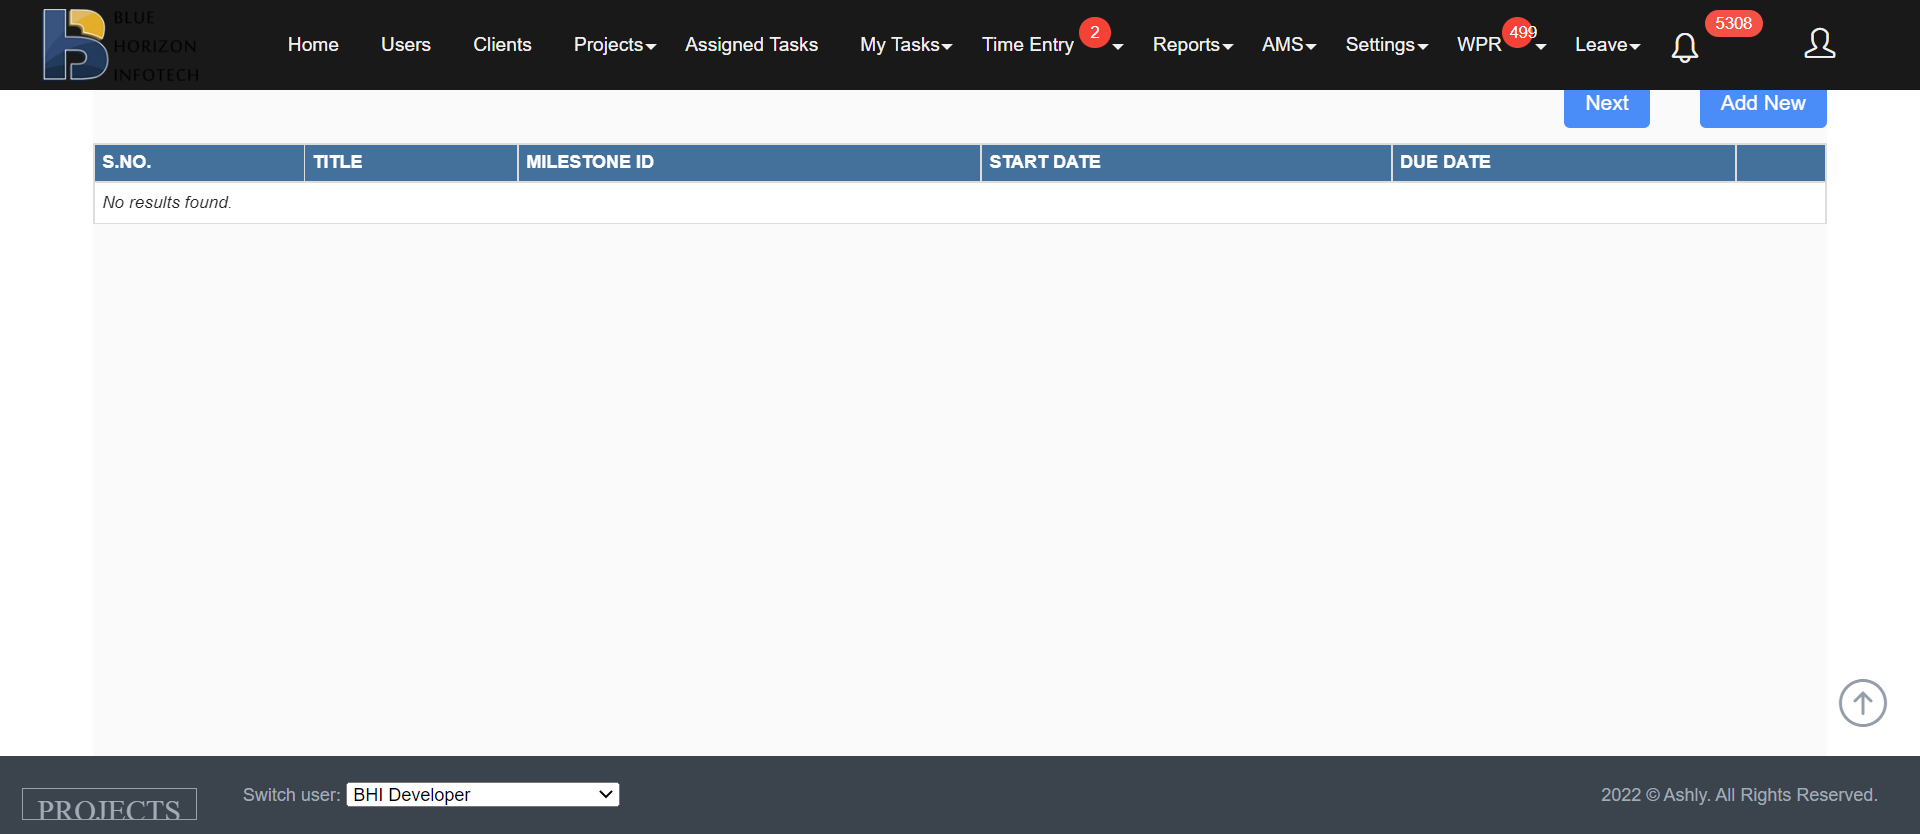 BLUE
HORIZON
INFOTECH
Home Users Clients Projects Assigned Tasks My Tasks Time Entry 2 Reports AMS Settings WPR 499 Leave 5308
Next Add New
S.NO. TITLE MILESTONE ID START DATE DUE DATE
No results found.
PROJECTS Switch user: BHI Developer 2022 © Ashly. All Rights Reserved.